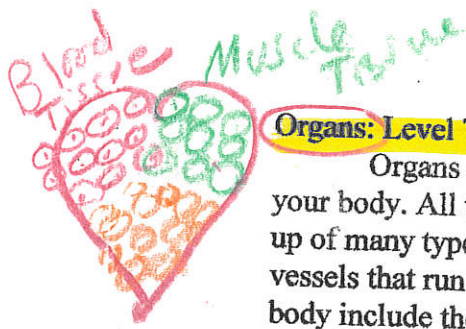 Blood
Tissue
Muscle
Tissue
Organs: Level
Organs
your body. All
up of many type
vessels that run
body include the